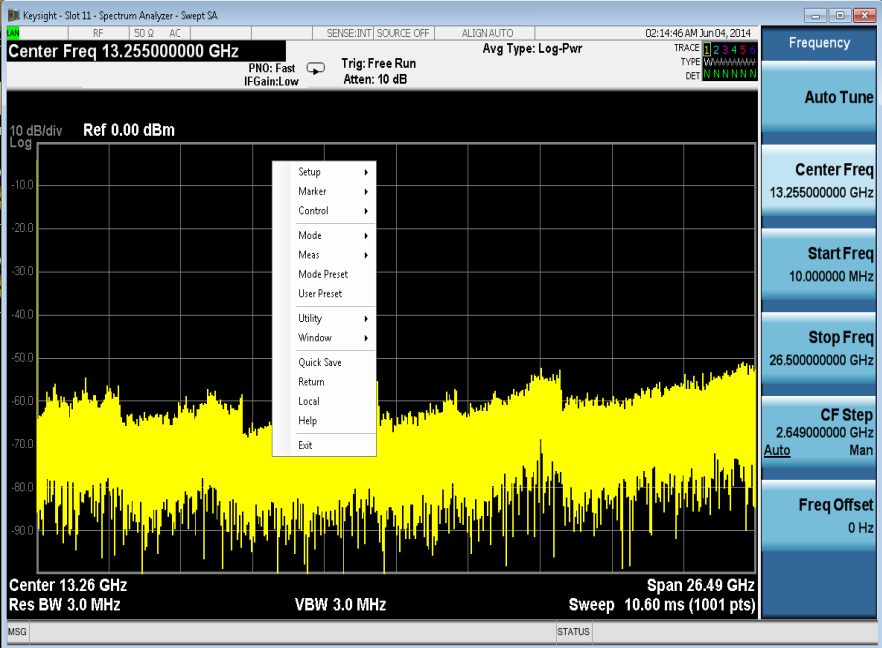 Keysight - Slot 11 - Spectrum Analyzer - Swept SA
LAN RF 50 Ω AC SENSE:INT SOURCE OFF ALIGN AUTO 02:14:46 AM Jun 04, 2014
Center Freq 13.255000000 GHz
PNO: Fast
IFGain:Low
Trig: Free Run
Atten: 10 dB
Avg Type: Log-Pwr
TRACE 1 2 3 4 5 6
TYPE WWWWWW
DET N N N N N N
10 dB/div Ref 0.00 dBm
Log
-10.0
-20.0
-30.0
-40.0
-50.0
-60.0
-70.0
-80.0
-90.0
Setup
Marker
Control
Mode
Meas
Mode Preset
User Preset
Utility
Window
Quick Save
Return
Local
Help
Exit
Center 13.26 GHz Span 26.49 GHz
Res BW 3.0 MHz VBW 3.0 MHz Sweep 10.60 ms (1001 pts)
MSG STATUS
Frequency
Auto Tune
Center Freq
13.255000000 GHz
Start Freq
10.000000 MHz
Stop Freq
26.500000000 GHz
CF Step
2.649000000 GHz
Auto Man
Freq Offset
0 Hz